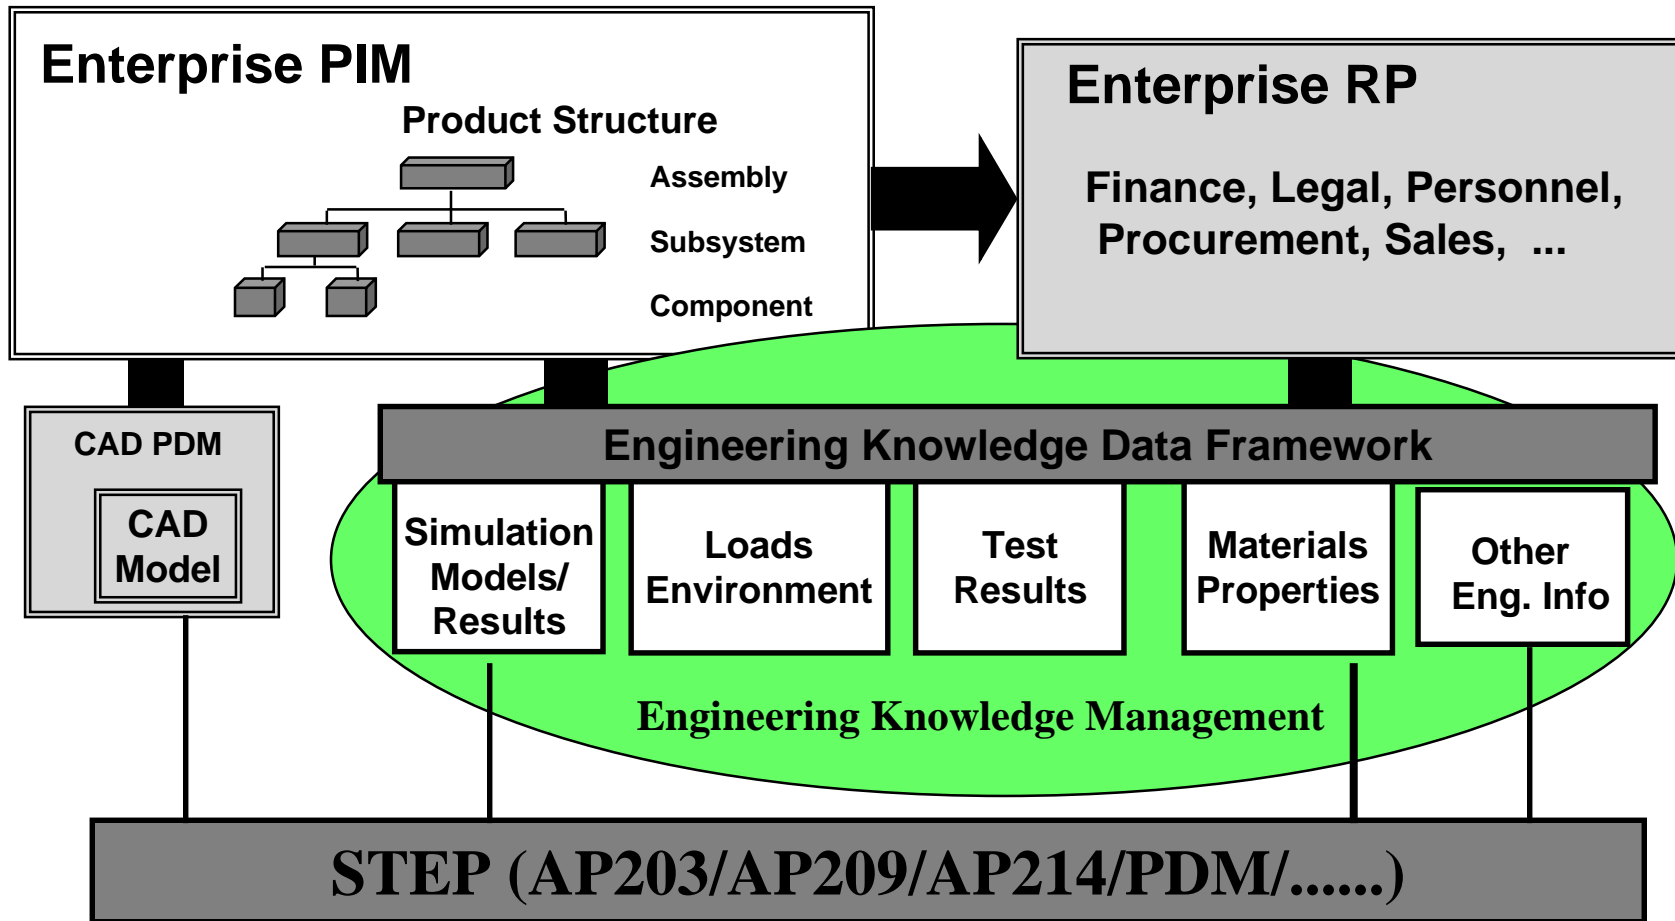 Enterprise PIM
Product Structure
Assembly
Subsystem
Component
Enterprise RP
Finance, Legal, Personnel,
Procurement, Sales, ...
CAD PDM
CAD
Model
Engineering Knowledge Data Framework
Simulation
Models/
Results
Loads
Environment
Test
Results
Materials
Properties
Other
Eng. Info
Engineering Knowledge Management
STEP (AP203/AP209/AP214/PDM/......)